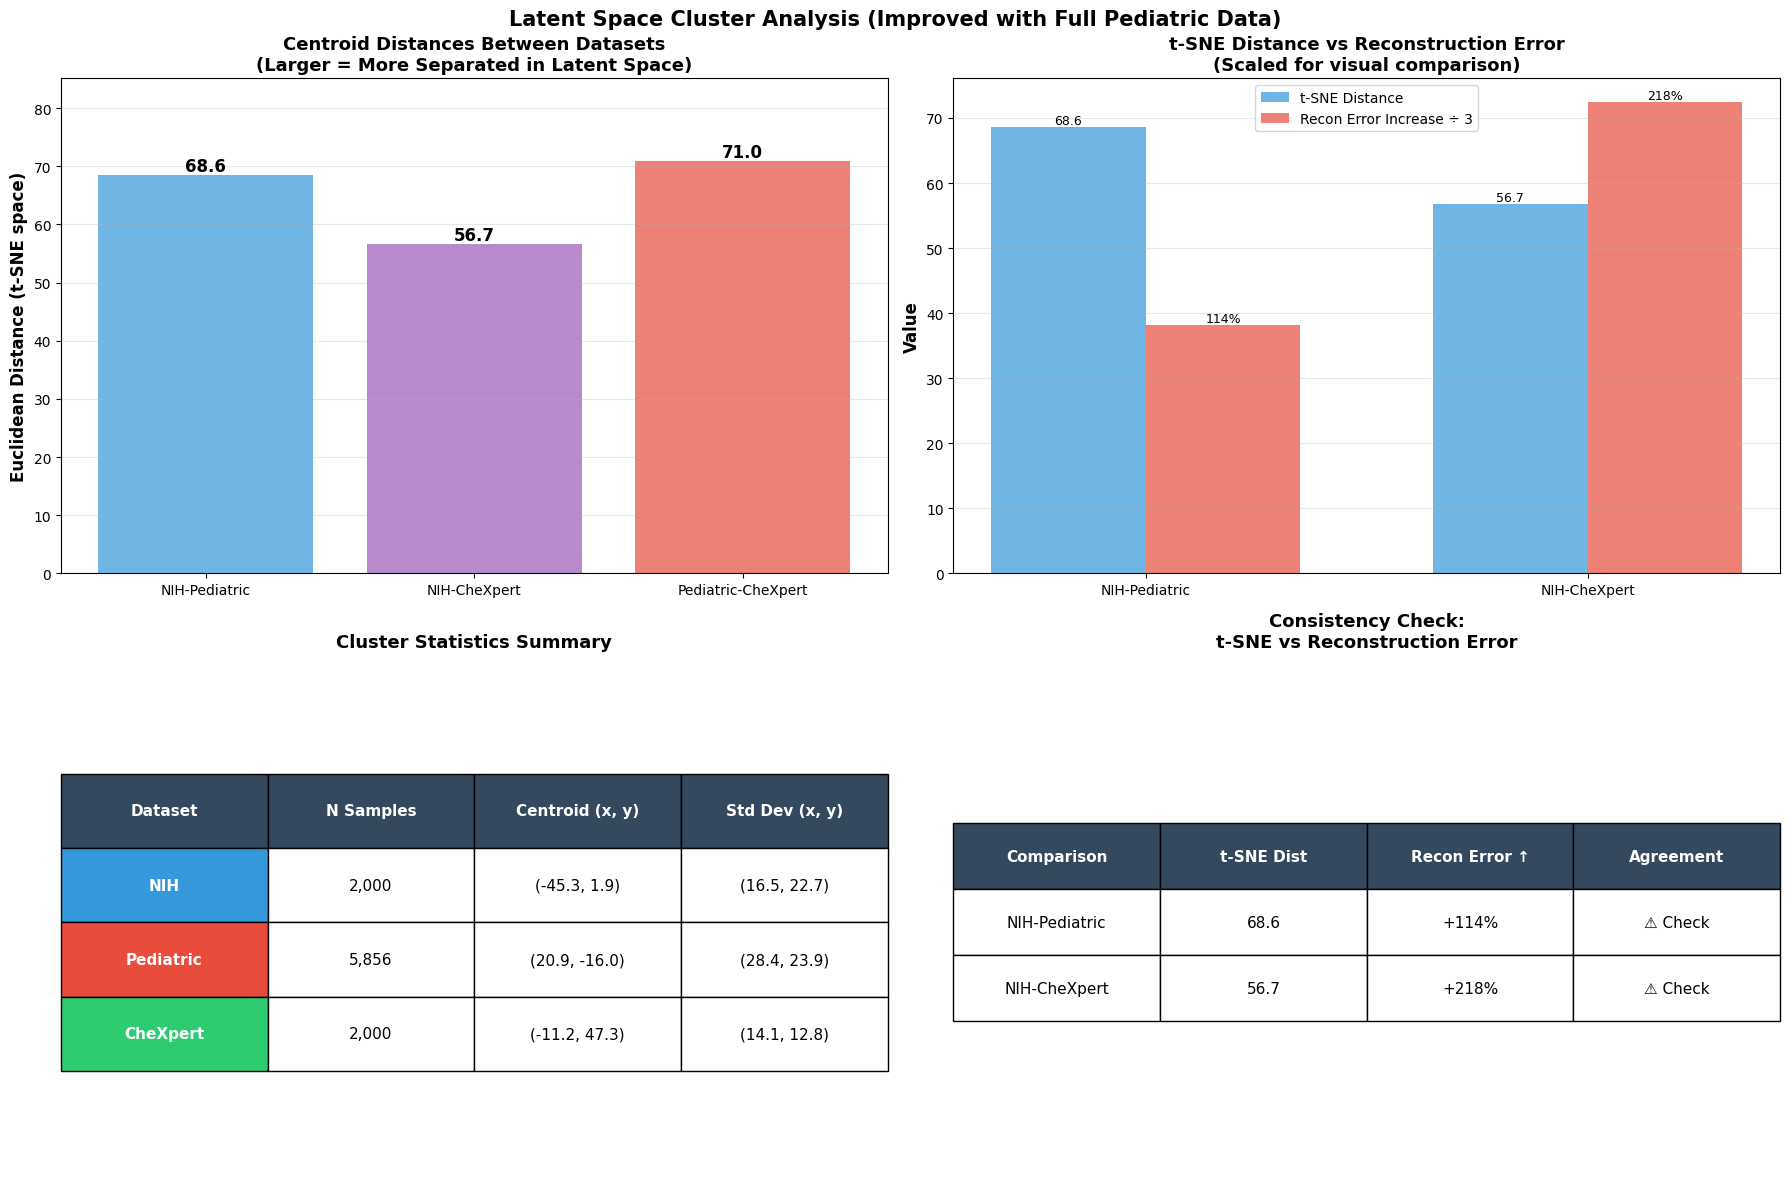 Latent Space Cluster Analysis (Improved with Full Pediatric Data)
Centroid Distances Between Datasets
(Larger = More Separated in Latent Space)
Euclidean Distance (t-SNE space)
80
70
60
50
40
30
20
10
0
68.6
56.7
71.0
NIH-Pediatric
NIH-CheXpert
Pediatric-CheXpert
t-SNE Distance vs Reconstruction Error
(Scaled for visual comparison)
t-SNE Distance
Recon Error Increase ÷ 3
Value
70
60
50
40
30
20
10
0
68.6
114%
56.7
218%
NIH-Pediatric
NIH-CheXpert
Cluster Statistics Summary
Dataset N Samples Centroid (x, y) Std Dev (x, y)
NIH 2,000 (-45.3, 1.9) (16.5, 22.7)
Pediatric 5,856 (20.9, -16.0) (28.4, 23.9)
CheXpert 2,000 (-11.2, 47.3) (14.1, 12.8)
Consistency Check:
t-SNE vs Reconstruction Error
Comparison t-SNE Dist Recon Error ↑ Agreement
NIH-Pediatric 68.6 +114% ⚠ Check
NIH-CheXpert 56.7 +218% ⚠ Check